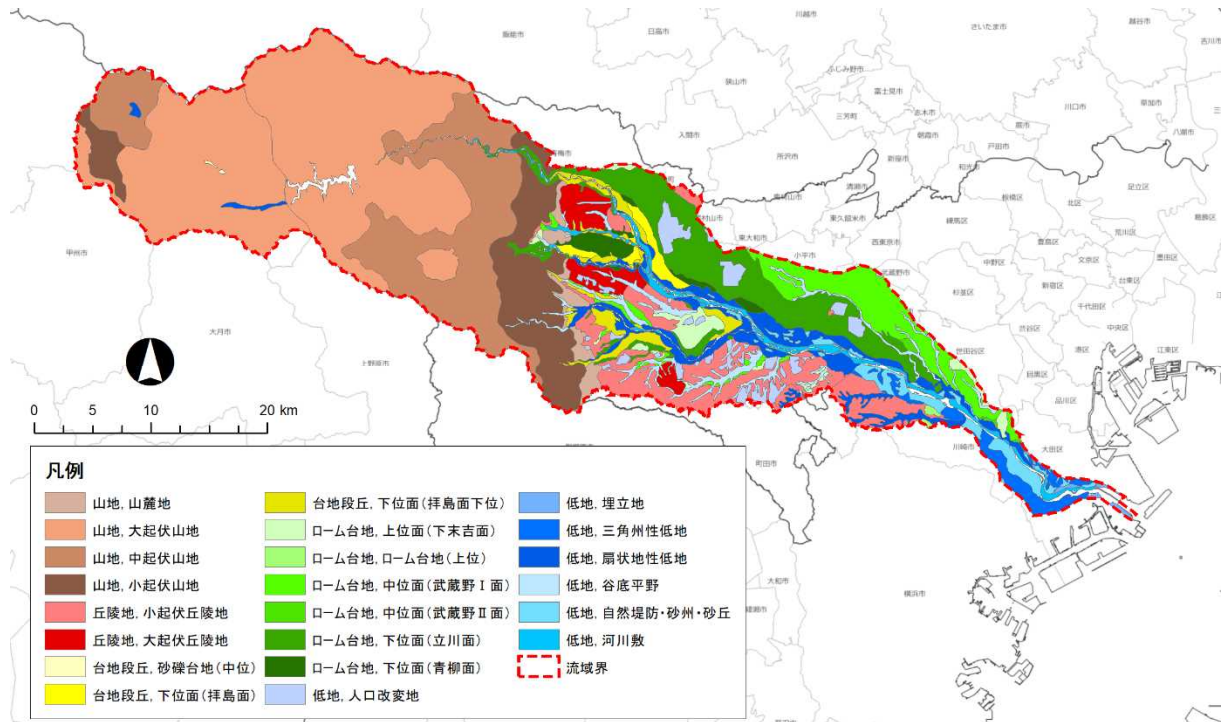 川越市
さいたま市
越谷市
飯能市
日高市
吉川市
ふじみ野市
狭山市
富士見市
川口市
草加市
三芳町
志木市
八潮市
入間市
朝霞市
蕨市
戸田市
所沢市
新座市
和光市
足立区
青梅市
清瀬市
板橋区
北区
葛飾区
東村山市
東久留米市
練馬区
荒川区
東大和市
豊島区
西東京市
文京区
墨田区
甲州市
小平市
中野区
台東区
武蔵野市
新宿区
杉並区
千代田区
大月市
渋谷区
中央区
上野原市
世田谷区
港区
江東区
目黒区
品川区
0 5 10 20 km
川崎市
大田区
町田市
凡例
山地, 山麓地
台地段丘, 下位面(拝島面下位)
低地, 埋立地
山地, 大起伏山地
ローム台地, 上位面(下末吉面)
低地, 三角州性低地
山地, 中起伏山地
ローム台地, ローム台地(上位)
低地, 扇状地性低地
山地, 小起伏山地
ローム台地, 中位面(武蔵野Ⅰ面)
低地, 谷底平野
丘陵地, 小起伏丘陵地
ローム台地, 中位面(武蔵野Ⅱ面)
低地, 自然堤防・砂州・砂丘
丘陵地, 大起伏丘陵地
ローム台地, 下位面(立川面)
低地, 河川敷
台地段丘, 砂礫台地(中位)
ローム台地, 下位面(青柳面)
流域界
台地段丘, 下位面(拝島面)
低地, 人口改変地
大和市
横浜市
綾瀬市